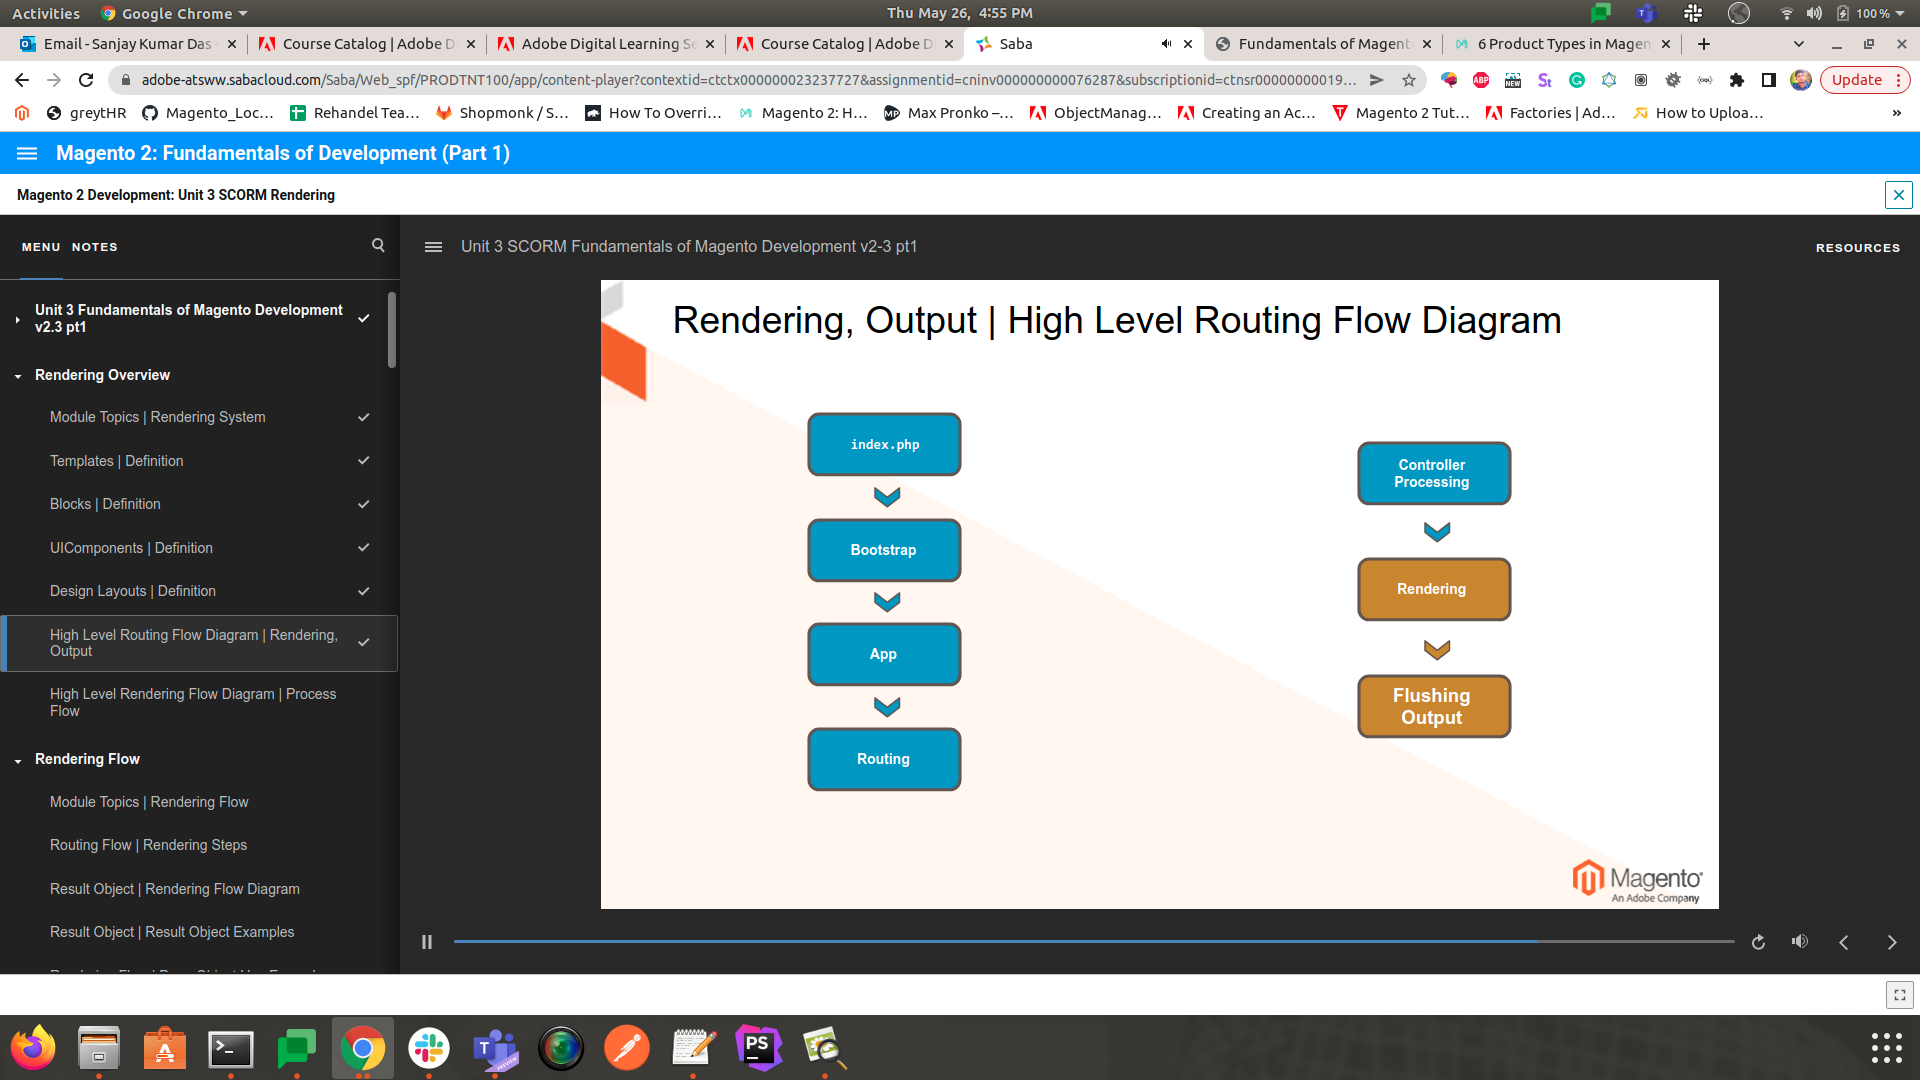 Activities
Google Chrome
Thu May 26, 4:55 PM
100 %
Email - Sanjay Kumar Das
Course Catalog | Adobe D
Adobe Digital Learning Se
Course Catalog | Adobe D
Saba
Fundamentals of Magent
6 Product Types in Magen
adobe-atsww.sabacloud.com/Saba/Web_spf/PRODTNT100/app/content-player?contextid=ctctx000000023237727&assignmentid=cninv000000000076287&subscriptionid=ctnsr00000000019...
ABP
NEW
Update
greytHR
Magento_Loc...
Rehandel Tea...
Shopmonk / S...
How To Overri...
Magento 2: H...
Max Pronko –...
ObjectManag...
Creating an Ac...
Magento 2 Tut...
Factories | Ad...
How to Uploa...
»
Magento 2: Fundamentals of Development (Part 1)
Magento 2 Development: Unit 3 SCORM Rendering
MENU
NOTES
Unit 3 SCORM Fundamentals of Magento Development v2-3 pt1
RESOURCES
Unit 3 Fundamentals of Magento Development
v2.3 pt1
Rendering Overview
Module Topics | Rendering System
Templates | Definition
Blocks | Definition
UIComponents | Definition
Design Layouts | Definition
High Level Routing Flow Diagram | Rendering,
Output
High Level Rendering Flow Diagram | Process
Flow
Rendering Flow
Module Topics | Rendering Flow
Routing Flow | Rendering Steps
Result Object | Rendering Flow Diagram
Result Object | Result Object Examples
Rendering, Output | High Level Routing Flow Diagram
index.php
Bootstrap
App
Routing
Controller
Processing
Rendering
Flushing
Output
Magento
An Adobe Company
PS